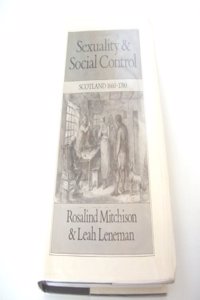 Sexuality &
Social Control
SCOTLAND 1660-1780
Rosalind Mitchison
& Leah Leneman